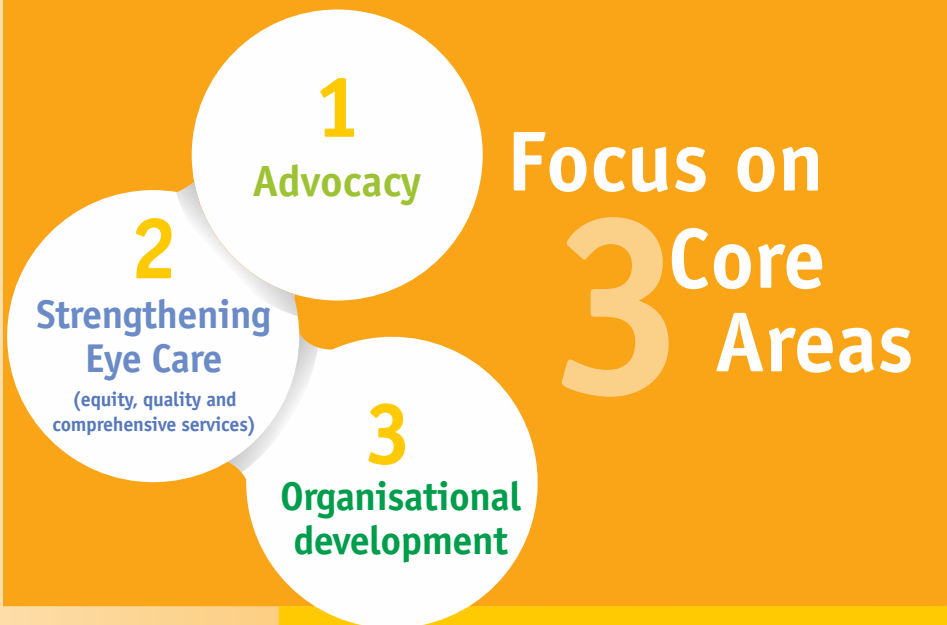 1
Advocacy
2
Strengthening
Eye Care
(equity, quality and
comprehensive services)
3
Organisational
development
Focus on
3 Core
Areas